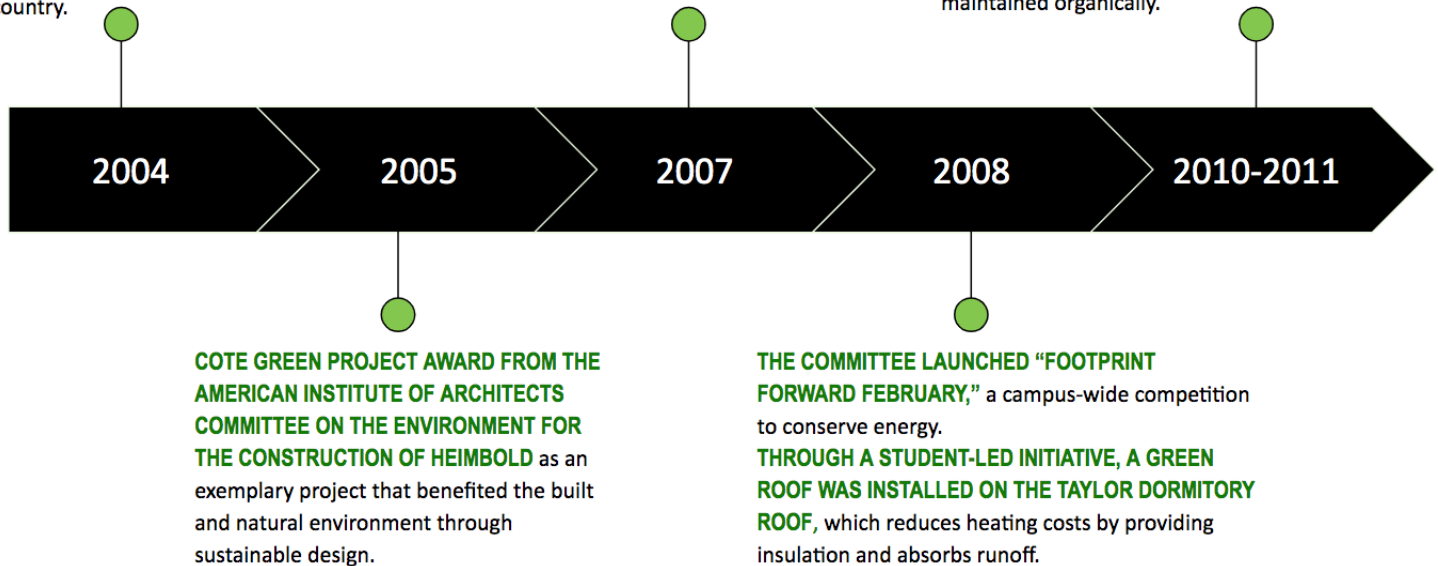 ountry.
maintained organically.
2004
2005
2007
2008
2010-2011
COTE GREEN PROJECT AWARD FROM THE
AMERICAN INSTITUTE OF ARCHITECTS
COMMITTEE ON THE ENVIRONMENT FOR
THE CONSTRUCTION OF HEIMBOLD as an
exemplary project that benefited the built
and natural environment through
sustainable design.
THE COMMITTEE LAUNCHED “FOOTPRINT
FORWARD FEBRUARY,” a campus-wide competition
to conserve energy.
THROUGH A STUDENT-LED INITIATIVE, A GREEN
ROOF WAS INSTALLED ON THE TAYLOR DORMITORY
ROOF, which reduces heating costs by providing
insulation and absorbs runoff.